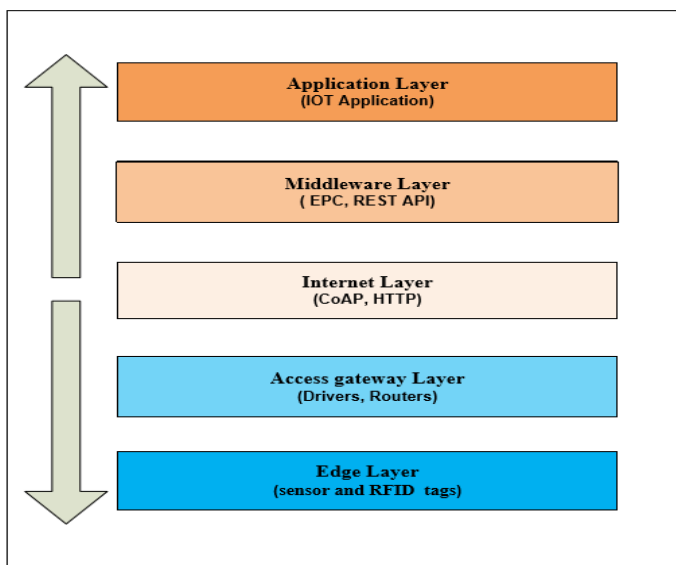 Application Layer
(IOT Application)
Middleware Layer
( EPC, REST API)
Internet Layer
(CoAP, HTTP)
Access gateway Layer
(Drivers, Routers)
Edge Layer
(sensor and RFID tags)